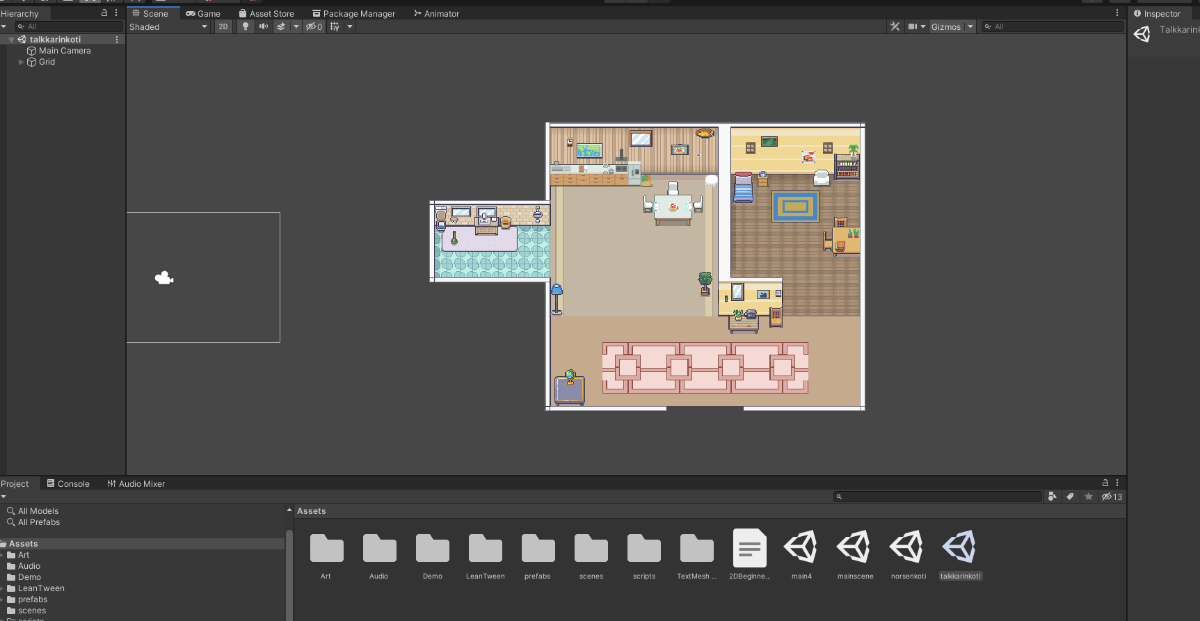 Hierarchy
All
talkkarinkoti
Main Camera
Grid
Scene
Game
Asset Store
Package Manager
Animator
Shaded
2D
0
Gizmos
All
Inspector
Talkkarink
Project
Console
Audio Mixer
13
All Models
All Prefabs
Assets
Art
Audio
Demo
LeanTween
prefabs
scenes
Assets
Art
Audio
Demo
LeanTween
prefabs
scenes
scripts
TextMesh ...
2DBeginne...
main4
mainscene
norsenkoti
talkkarinkoti